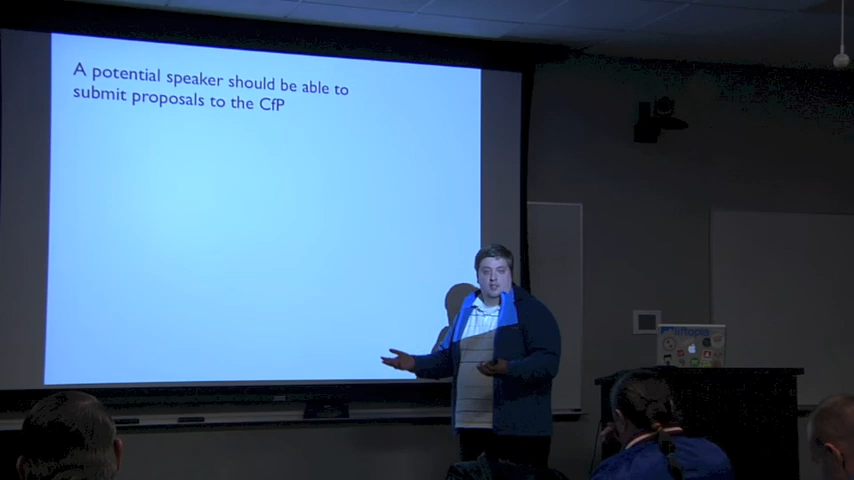 A potential speaker should be able to
submit proposals to the CfP